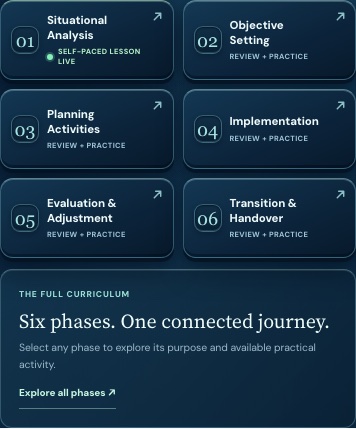 01
Situational
Analysis
SELF-PACED LESSON
LIVE
02
Objective
Setting
REVIEW + PRACTICE
03
Planning
Activities
REVIEW + PRACTICE
04
Implementation
REVIEW + PRACTICE
05
Evaluation &
Adjustment
REVIEW + PRACTICE
06
Transition &
Handover
REVIEW + PRACTICE
THE FULL CURRICULUM
Six phases. One connected journey.
Select any phase to explore its purpose and available practical
activity.
Explore all phases ↗